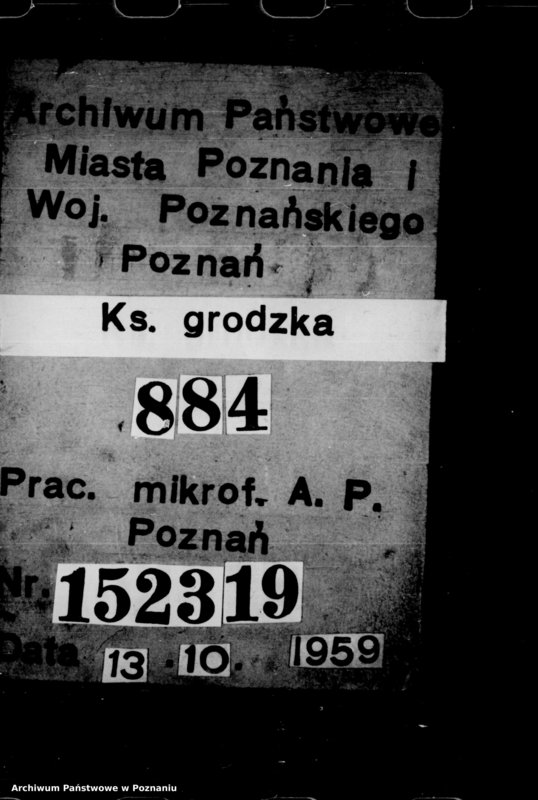 Archiwum Państwowe
Miasta Poznania i
Woj. Poznańskiego
Poznań
Ks. grodzka
884
Prac. mikrof. A. P.
Poznań
Nr. 152319
Data 13 . 10. 1959
Archiwum Państwowe w Poznaniu